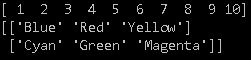 [ 1  2  3  4  5  6  7  8  9 10]
[['Blue' 'Red' 'Yellow']
 ['Cyan' 'Green' 'Magenta']]